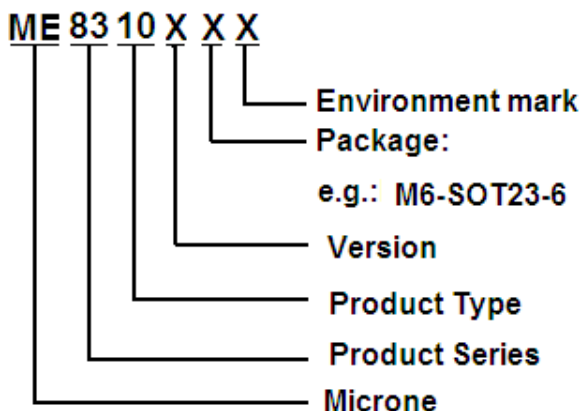 ME 83 10 X X X
Environment mark
Package:
e.g.: M6-SOT23-6
Version
Product Type
Product Series
Microne